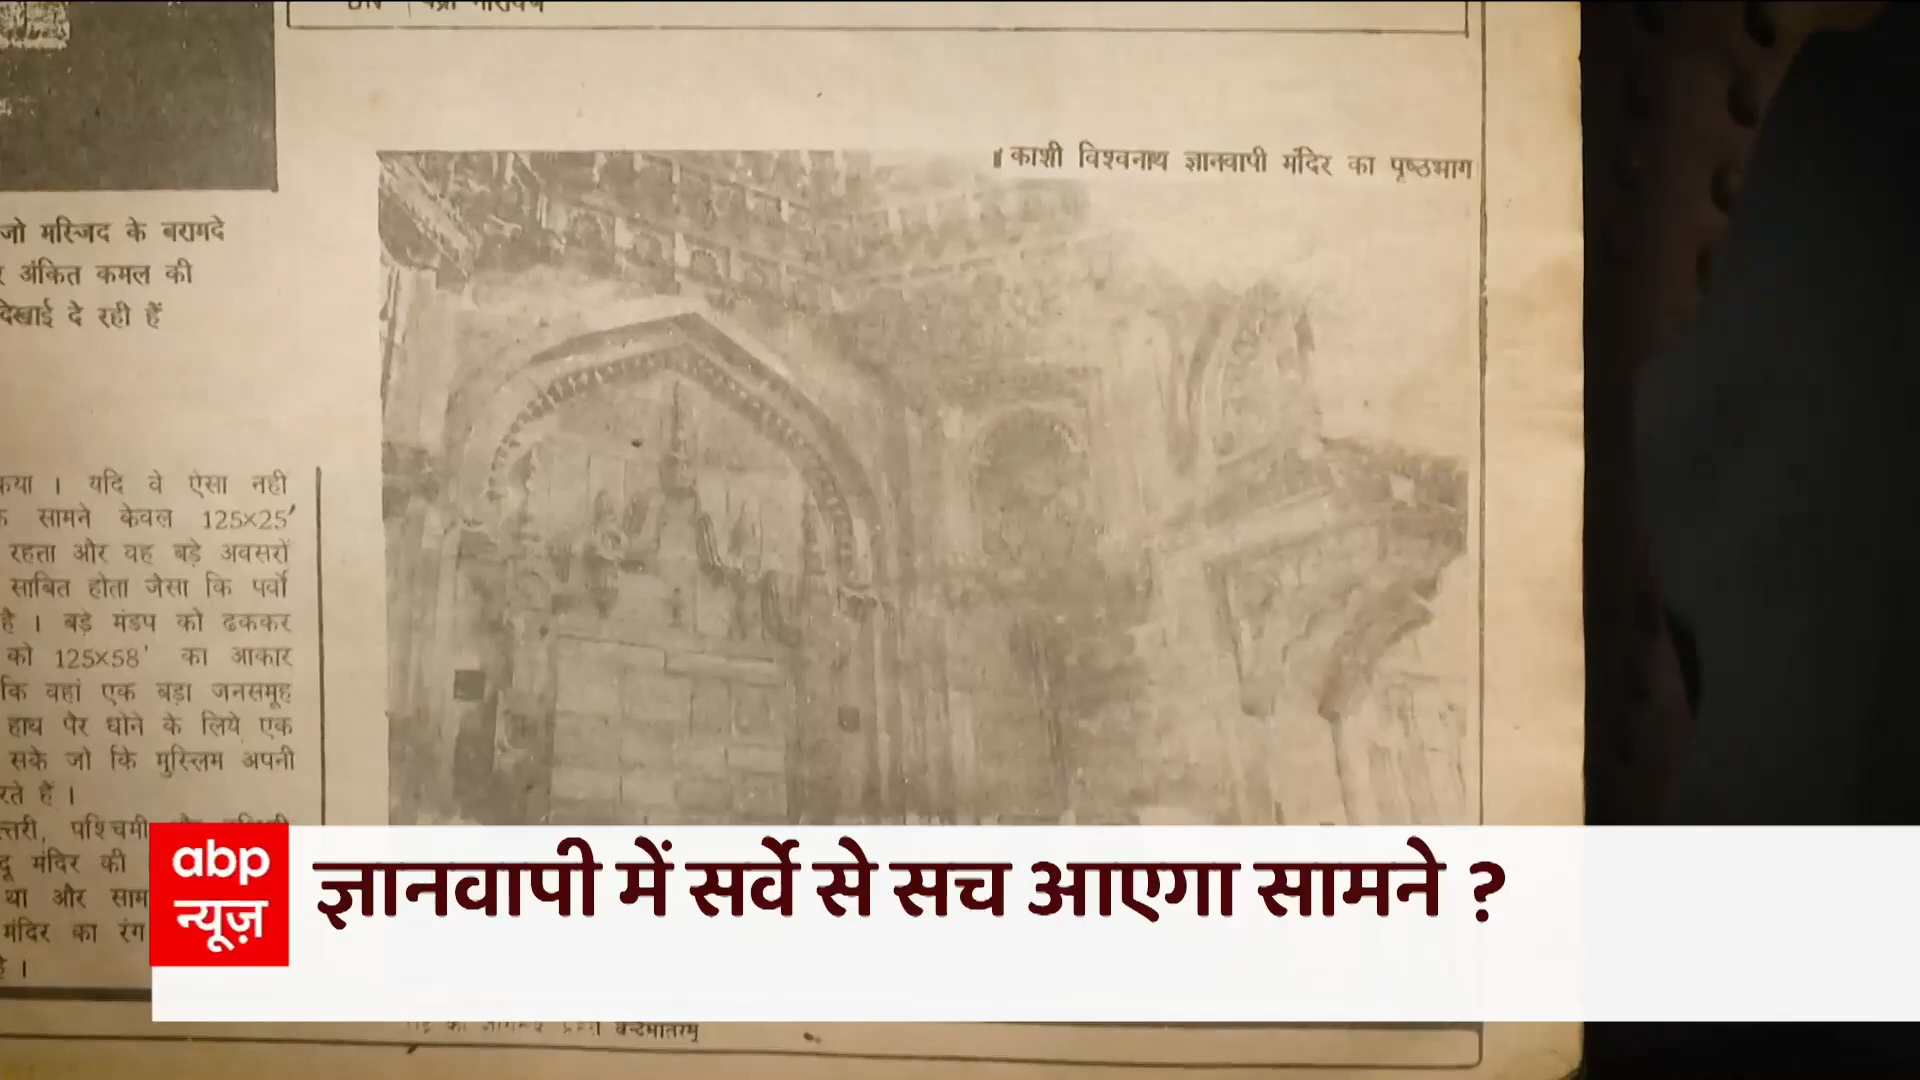 काशी विश्वनाथ ज्ञानवापी मंदिर का पृष्ठभाग
जो मस्जिद के बरामदे
अंकित कमल की
दिखाई दे रही हैं
। यदि वे ऐसा नही
सामने केवल 125×25'
रहता और वह बड़े अवसरों
साबित होता जैसा कि पर्वो
है । बड़े मंडप को ढककर
को 125×58' का आकार
कि वहां एक बड़ा जनसमूह
हाथ पैर धोने के लिये एक
सके जो कि मुस्लिम अपनी
हैं ।
पश्चिमी
मंदिर की
था और
मंदिर का रंग
abp
न्यूज़
ज्ञानवापी में सर्वे से सच आएगा सामने ?
वन्देमातरम्